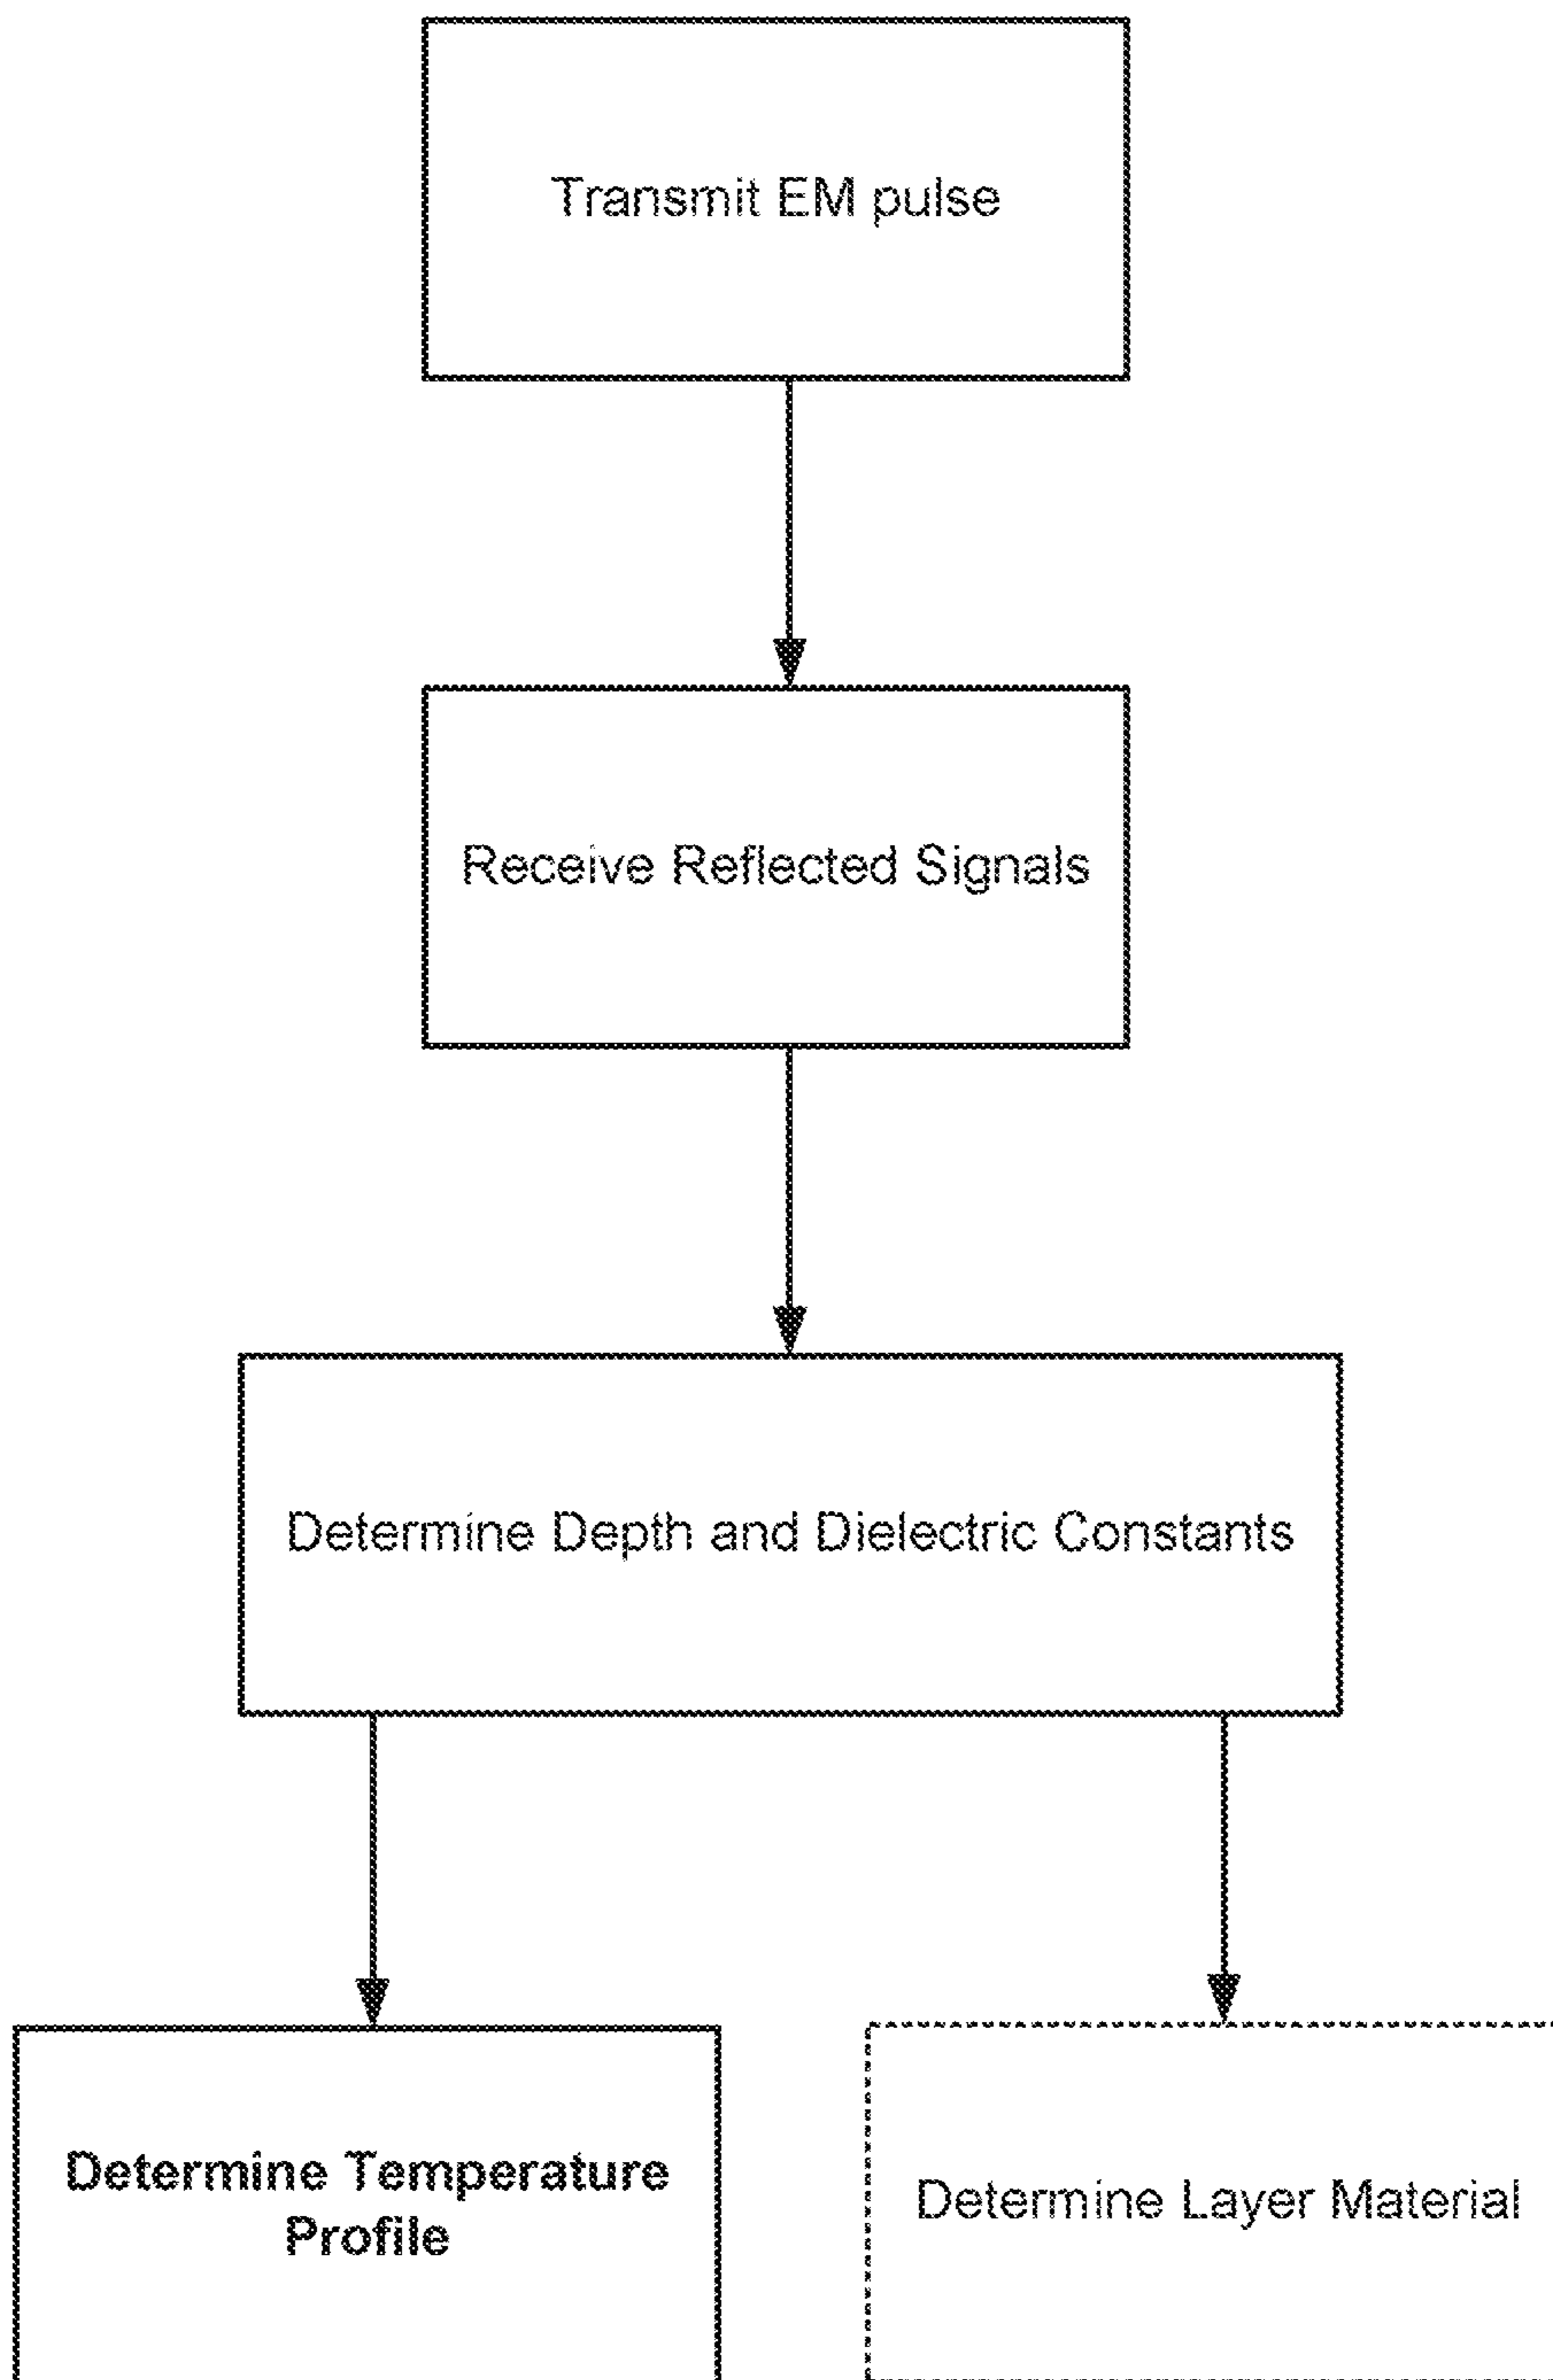 Transmit EM pulse
Receive Reflected Signals
Determine Depth and Dielectric Constants
Determine Temperature
Profile
Determine Layer Material